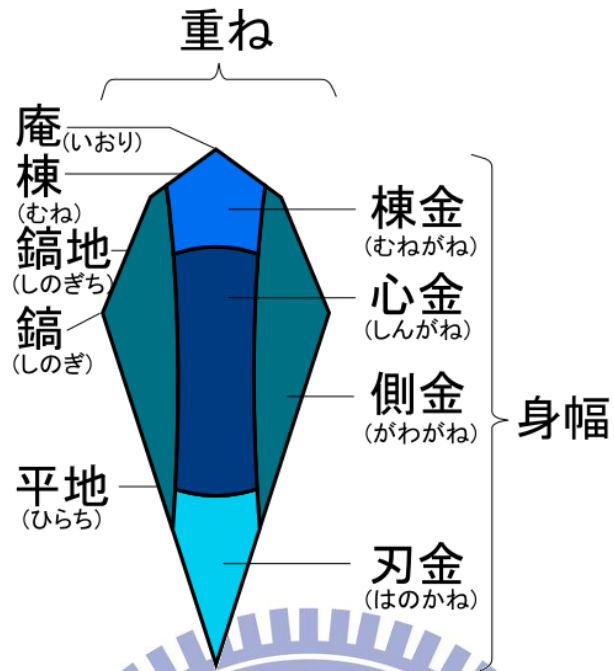 重ね
庵(いおり)
棟
(むね)
鎬地
(しのぎち)
鎬
(しのぎ)
平地
(ひらち)
棟金
(むねがね)
心金
(しんがね)
側金
(がわがね)
刃金
(はのかね)
身幅